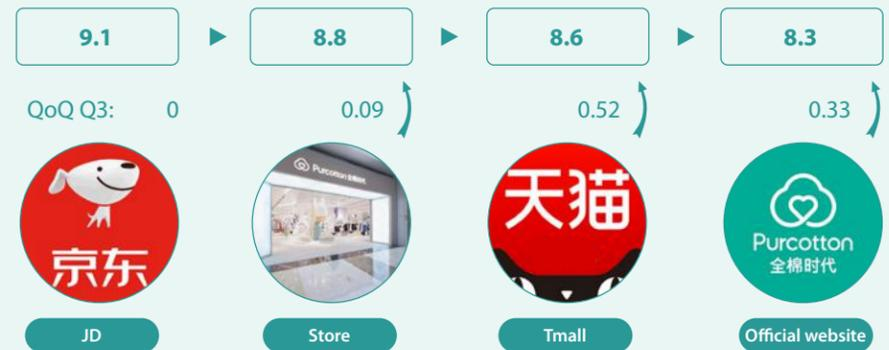 9.1 ▶ 8.8 ▶ 8.6 ▶ 8.3
QoQ Q3: 0 0.09 0.52 0.33
Purcotton 全棉时代
京东
天猫
Purcotton
全棉时代
JD Store Tmall Official website